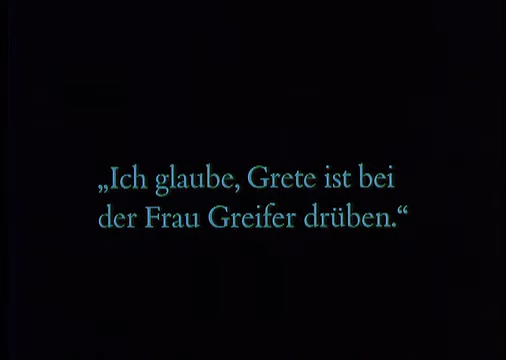 „Ich glaube, Grete ist bei
der Frau Greifer drüben.“